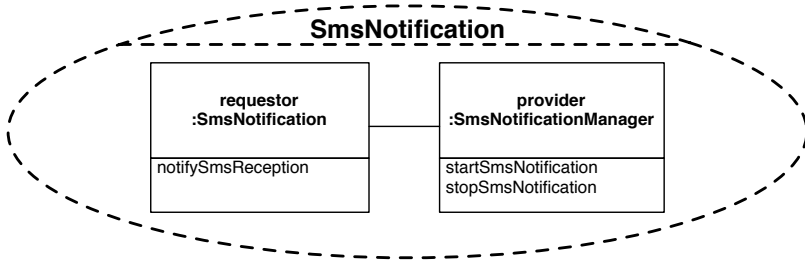 SmsNotification
requestor
:SmsNotification
provider
:SmsNotificationManager
notifySmsReception
startSmsNotification
stopSmsNotification